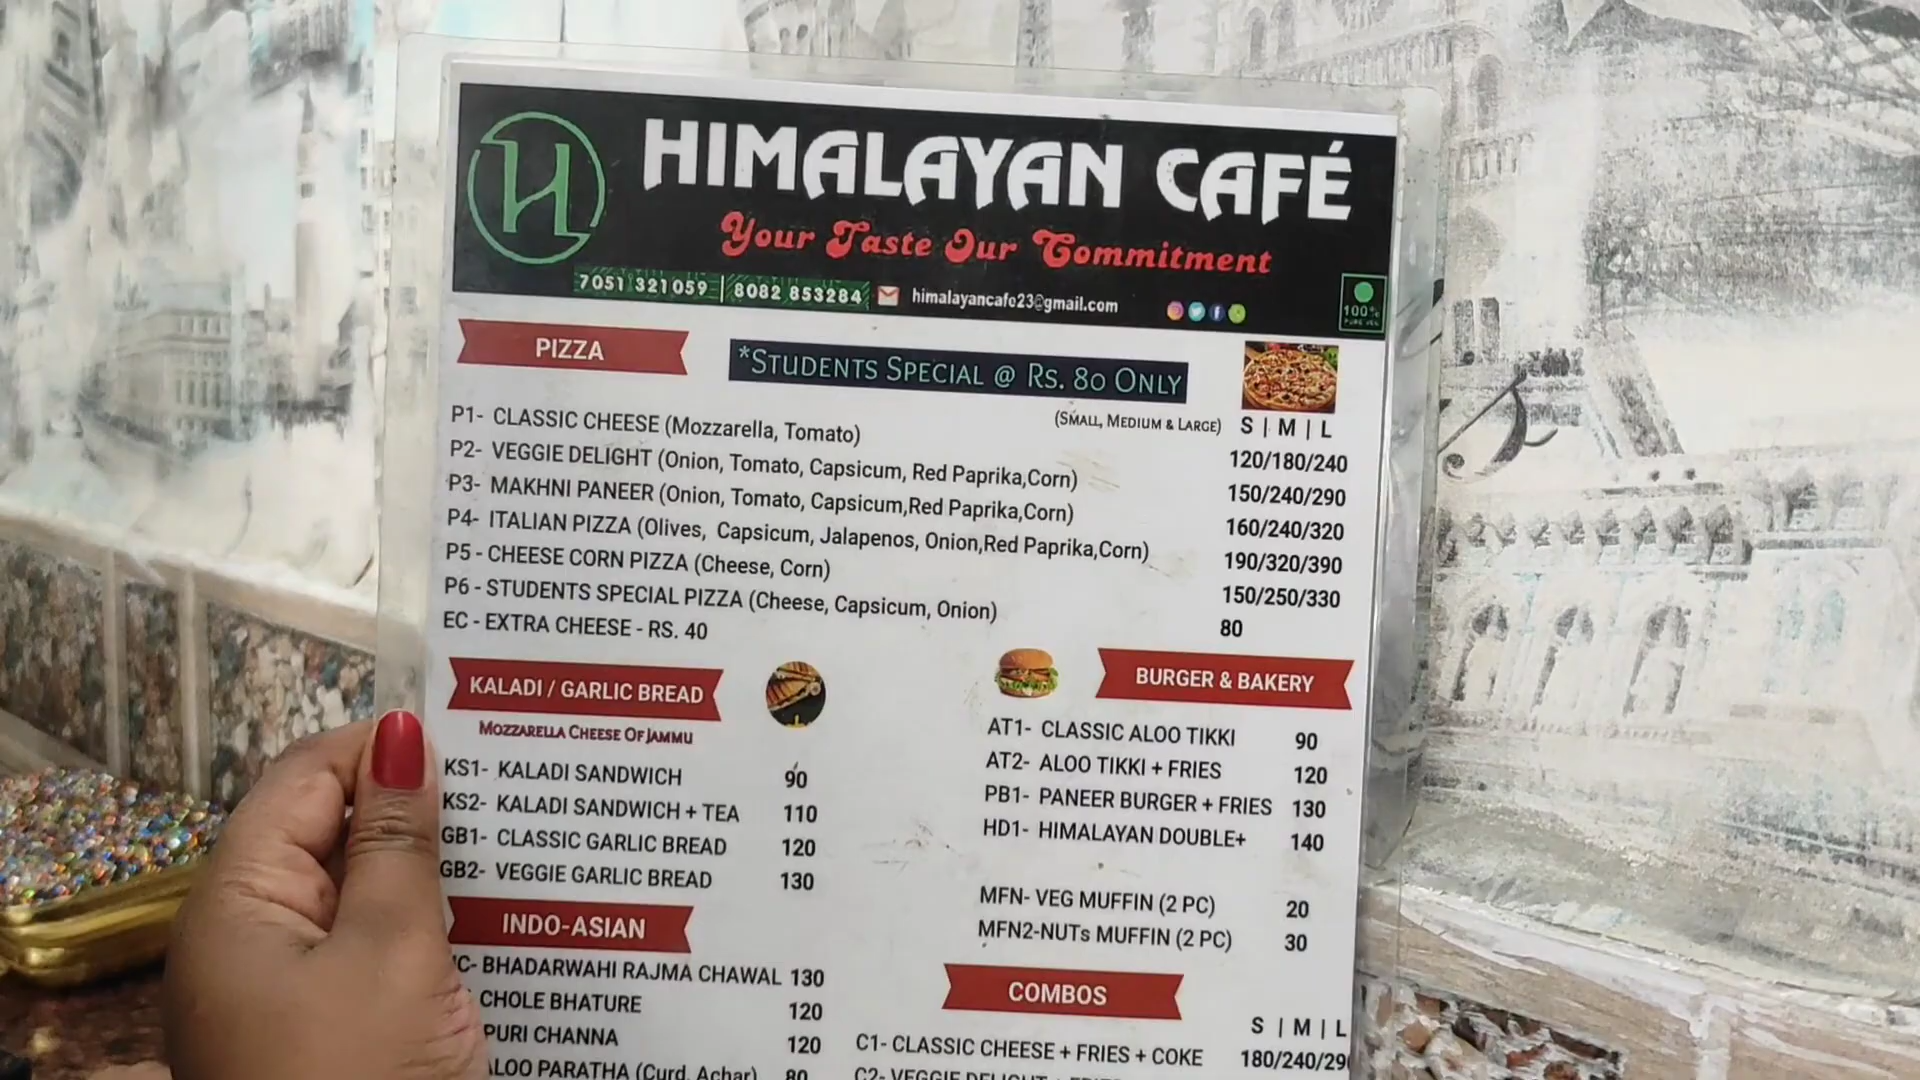 HIMALAYAN CAFÉ
Your Taste Our Commitment
7051 321059 | 8082 853284 himalayancafe23@gmail.com
100%
PURE VEG
PIZZA
*STUDENTS SPECIAL @ RS. 80 ONLY
(SMALL, MEDIUM & LARGE) S | M | L
P1- CLASSIC CHEESE (Mozzarella, Tomato) 120/180/240
P2- VEGGIE DELIGHT (Onion, Tomato, Capsicum, Red Paprika,Corn) 150/240/290
P3- MAKHNI PANEER (Onion, Tomato, Capsicum,Red Paprika,Corn) 160/240/320
P4- ITALIAN PIZZA (Olives, Capsicum, Jalapenos, Onion,Red Paprika,Corn) 190/320/390
P5 - CHEESE CORN PIZZA (Cheese, Corn) 150/250/330
P6 - STUDENTS SPECIAL PIZZA (Cheese, Capsicum, Onion) 80
EC - EXTRA CHEESE - RS. 40
KALADI / GARLIC BREAD
MOZZARELLA CHEESE OF JAMMU
KS1- KALADI SANDWICH 90
KS2- KALADI SANDWICH + TEA 110
GB1- CLASSIC GARLIC BREAD 120
GB2- VEGGIE GARLIC BREAD 130
BURGER & BAKERY
AT1- CLASSIC ALOO TIKKI 90
AT2- ALOO TIKKI + FRIES 120
PB1- PANEER BURGER + FRIES 130
HD1- HIMALAYAN DOUBLE+ 140
MFN- VEG MUFFIN (2 PC) 20
MFN2-NUTs MUFFIN (2 PC) 30
INDO-ASIAN
C- BHADARWAHI RAJMA CHAWAL 130
CHOLE BHATURE 120
PURI CHANNA 120
ALOO PARATHA (Curd, Achar) 80
COMBOS
S | M | L
C1- CLASSIC CHEESE + FRIES + COKE 180/240/290
C2- VEGGIE DELIGHT + FRIES